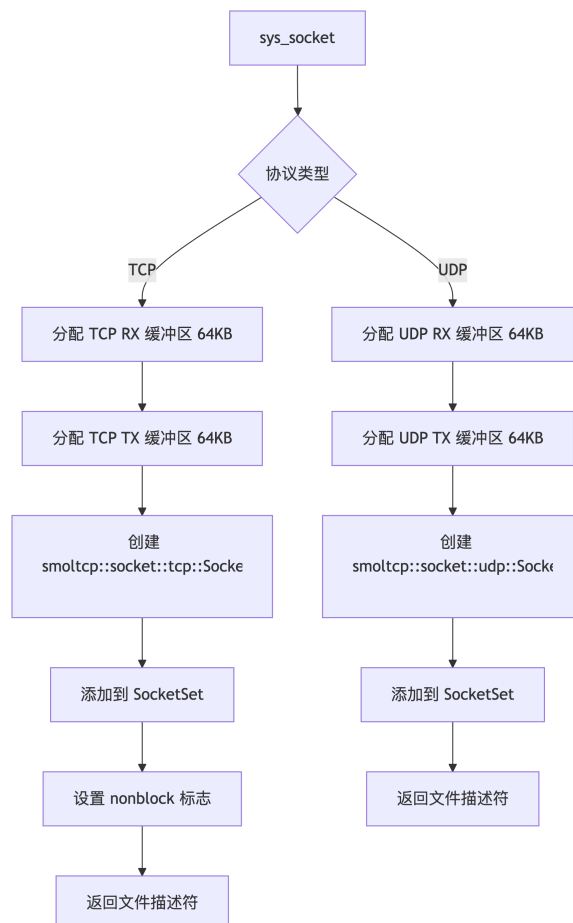 sys_socket
协议类型
TCP
UDP
分配 TCP RX 缓冲区 64KB
分配 UDP RX 缓冲区 64KB
分配 TCP TX 缓冲区 64KB
分配 UDP TX 缓冲区 64KB
创建
smoltcp::socket::tcp::Socke
创建
smoltcp::socket::udp::Socke
添加到 SocketSet
添加到 SocketSet
设置 nonblock 标志
返回文件描述符
返回文件描述符